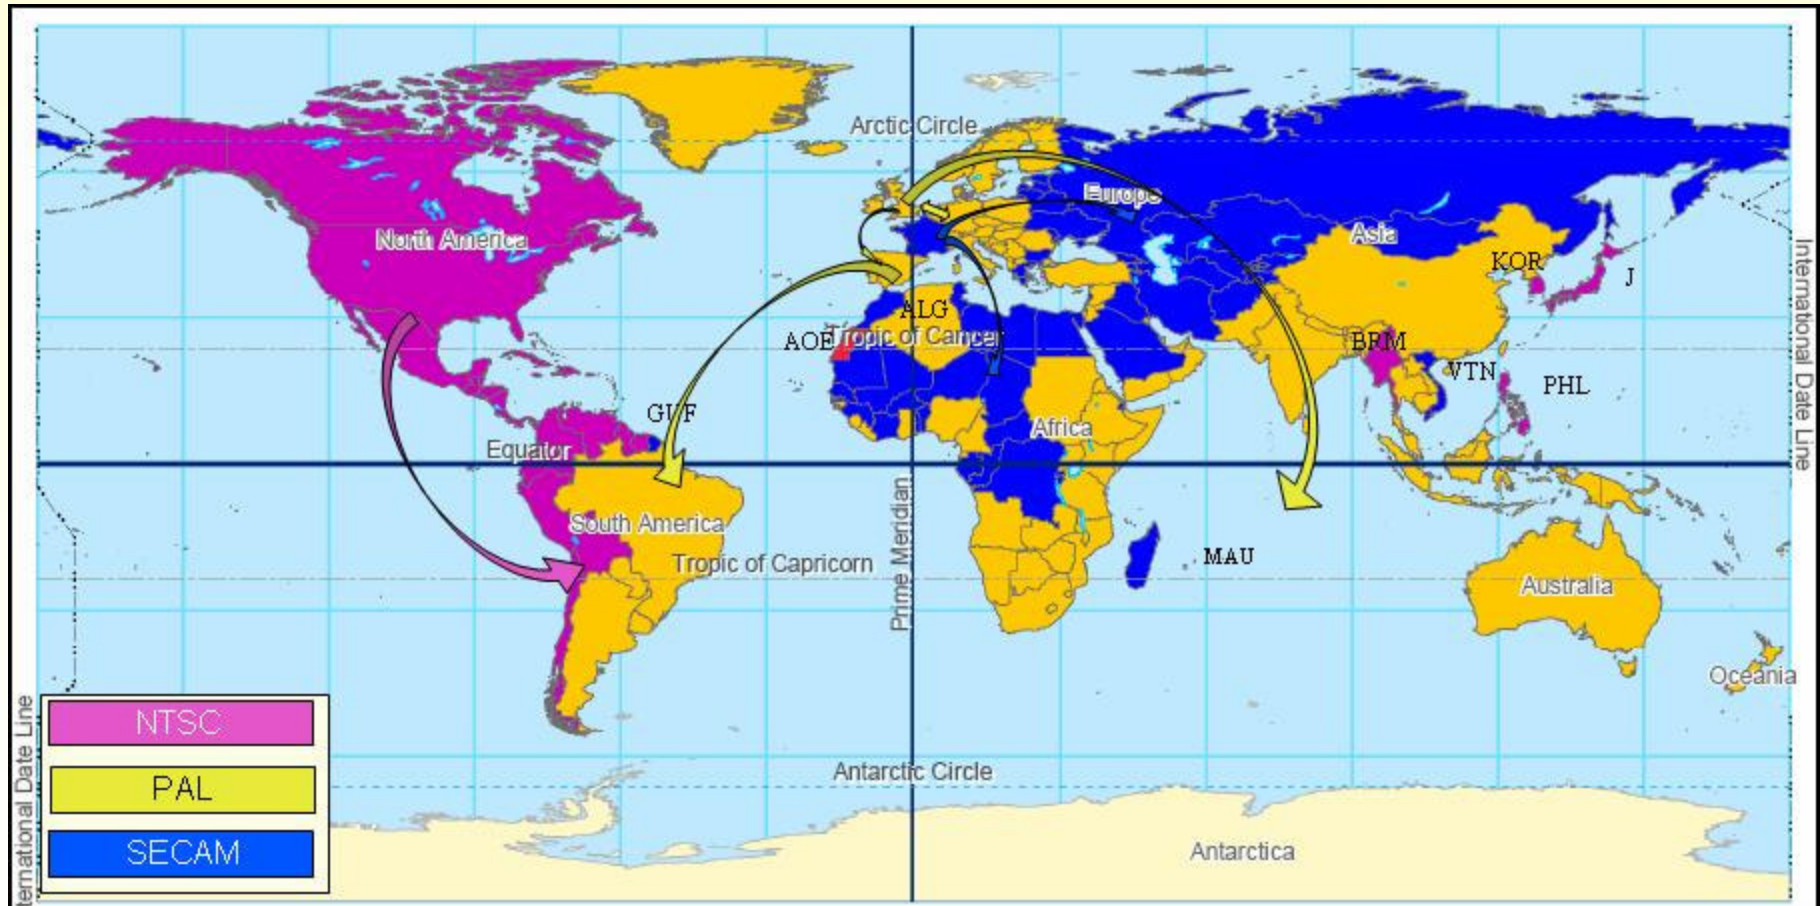 Arctic Circle
Europe
North America
Asia
KOR
J
International Date Line
ALG
AOE
Tropic of Cancer
BRM
VTN
PHL
GUF
Africa
Equator
Prime Meridian
South America
MAU
Tropic of Capricorn
Australia
Oceania
International Date Line
NTSC
PAL
SECAM
Antarctic Circle
Antarctica